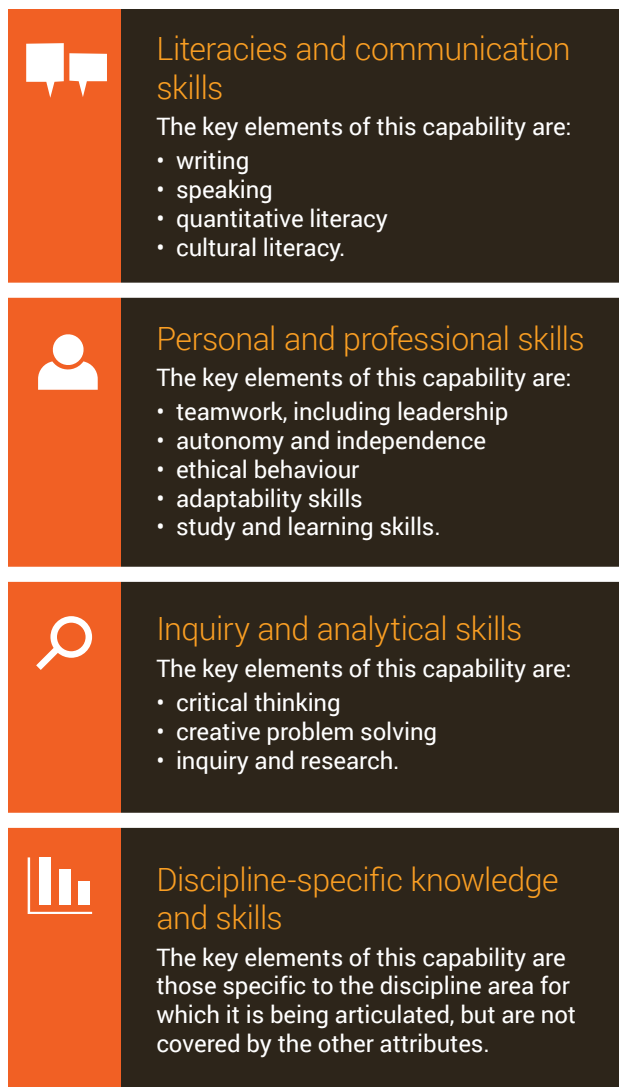 Literacies and communication
skills
The key elements of this capability are:
• writing
• speaking
• quantitative literacy
• cultural literacy.
Personal and professional skills
The key elements of this capability are:
• teamwork, including leadership
• autonomy and independence
• ethical behaviour
• adaptability skills
• study and learning skills.
Inquiry and analytical skills
The key elements of this capability are:
• critical thinking
• creative problem solving
• inquiry and research.
Discipline-specific knowledge
and skills
The key elements of this capability are
those specific to the discipline area for
which it is being articulated, but are not
covered by the other attributes.